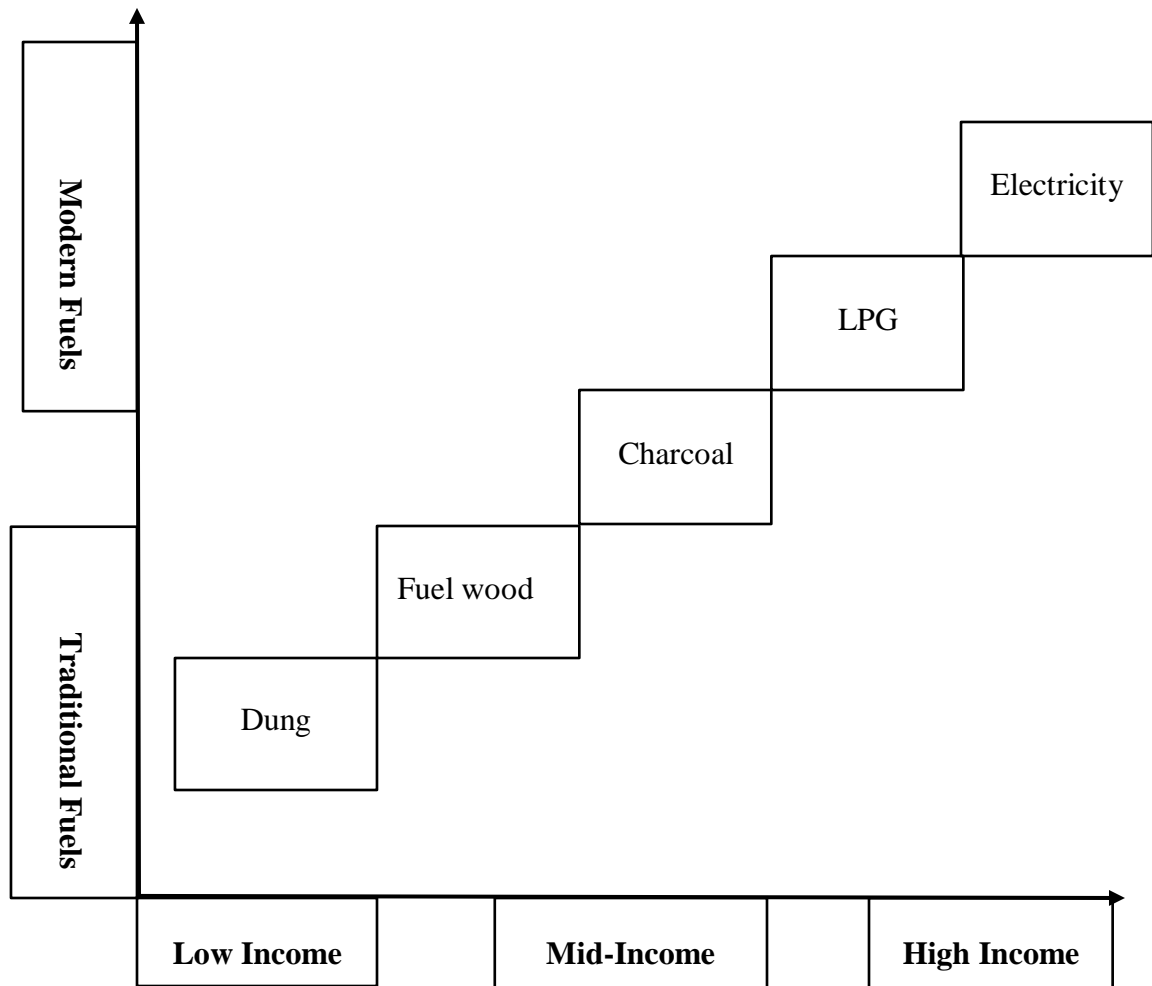 Modern Fuels
Electricity
LPG
Charcoal
Fuel wood
Dung
Traditional Fuels
Low Income
Mid-Income
High Income